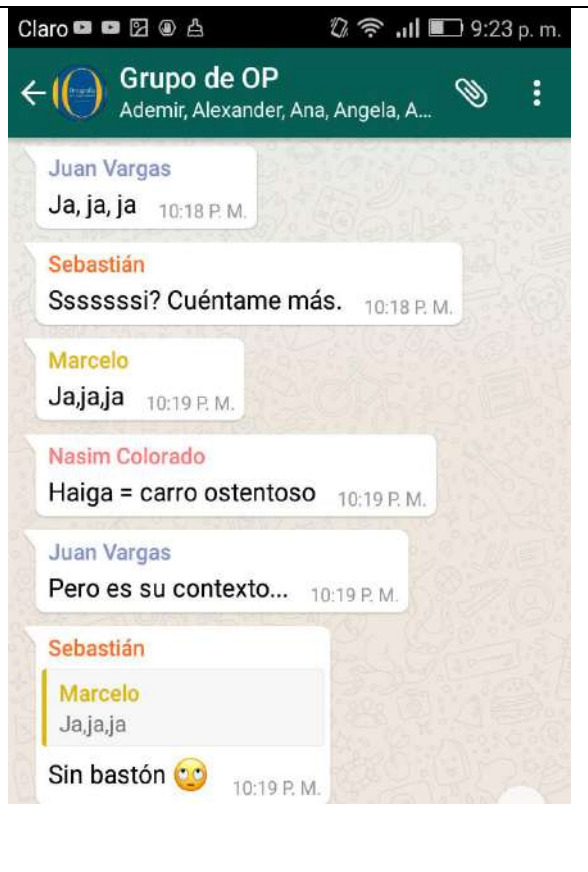 Claro 9:23 p. m.
Grupo de OP
Ademir, Alexander, Ana, Angela, A...
Juan Vargas
Ja, ja, ja 10:18 P. M.
Sebastián
Sssssssi? Cuéntame más. 10:18 P. M.
Marcelo
Ja,ja,ja 10:19 P. M.
Nasim Colorado
Haiga = carro ostentoso 10:19 P. M.
Juan Vargas
Pero es su contexto... 10:19 P. M.
Sebastián
Marcelo
Ja,ja,ja
Sin bastón 🙄 10:19 P. M.